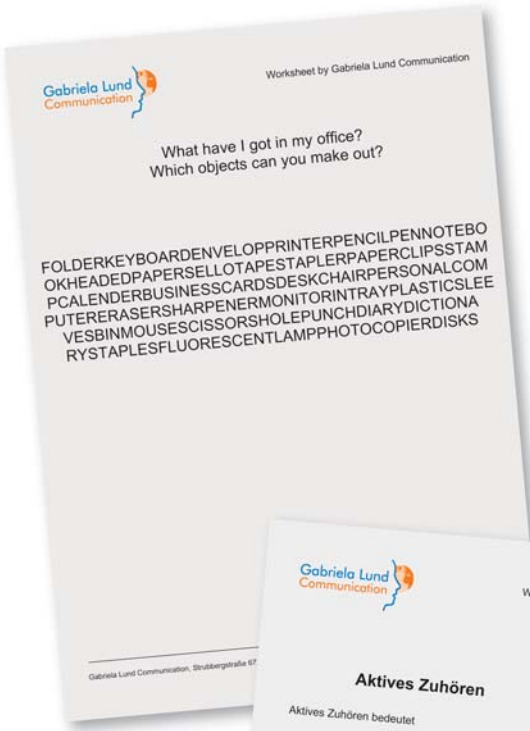 Gabriela Lund
Communication
Worksheet by Gabriela Lund Communication
What have I got in my office?
Which objects can you make out?
FOLDERKEYBOARDENVELOPPRINTERPENCILPENNOTEBO
OKHEADEDPAPERSELLOTAPESTAPLERPAPERCLIPSSTAM
PCALENDERBUSINESSCARDSDESKCHAIRPERSONALCOM
PUTERERASERSHARPENERMONITORINTRAYPLASTICSLEE
VESBINMOUSESCISSORSHOLEPUNCHDIARYDICTIONA
RYSTAPLESFLUORESCENTLAMPPHOTOCOPIERDISKS
Gabriela Lund Communication, Strubbergstraße 67
Gabriela Lund
Communication
W
Aktives Zuhören
Aktives Zuhören bedeutet